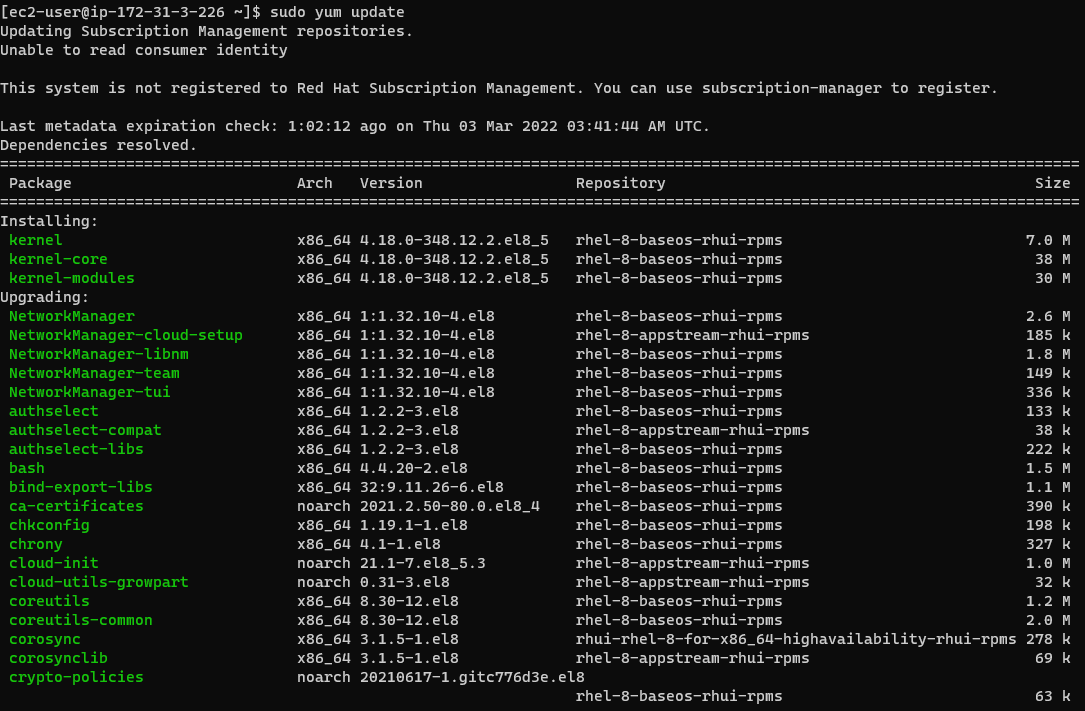 [ec2-user@ip-172-31-3-226 ~]$ sudo yum update
Updating Subscription Management repositories.
Unable to read consumer identity

This system is not registered to Red Hat Subscription Management. You can use subscription-manager to register.

Last metadata expiration check: 1:02:12 ago on Thu 03 Mar 2022 03:41:44 AM UTC.
Dependencies resolved.
========================================================================================================================
 Package                        Arch   Version                 Repository                                         Size
========================================================================================================================
Installing:
 kernel                         x86_64 4.18.0-348.12.2.el8_5   rhel-8-baseos-rhui-rpms                           7.0 M
 kernel-core                    x86_64 4.18.0-348.12.2.el8_5   rhel-8-baseos-rhui-rpms                            38 M
 kernel-modules                 x86_64 4.18.0-348.12.2.el8_5   rhel-8-baseos-rhui-rpms                            30 M
Upgrading:
 NetworkManager                 x86_64 1:1.32.10-4.el8         rhel-8-baseos-rhui-rpms                           2.6 M
 NetworkManager-cloud-setup     x86_64 1:1.32.10-4.el8         rhel-8-appstream-rhui-rpms                        185 k
 NetworkManager-libnm           x86_64 1:1.32.10-4.el8         rhel-8-baseos-rhui-rpms                           1.8 M
 NetworkManager-team            x86_64 1:1.32.10-4.el8         rhel-8-baseos-rhui-rpms                           149 k
 NetworkManager-tui             x86_64 1:1.32.10-4.el8         rhel-8-baseos-rhui-rpms                           336 k
 authselect                     x86_64 1.2.2-3.el8             rhel-8-baseos-rhui-rpms                           133 k
 authselect-compat              x86_64 1.2.2-3.el8             rhel-8-appstream-rhui-rpms                         38 k
 authselect-libs                x86_64 1.2.2-3.el8             rhel-8-baseos-rhui-rpms                           222 k
 bash                           x86_64 4.4.20-2.el8            rhel-8-baseos-rhui-rpms                           1.5 M
 bind-export-libs               x86_64 32:9.11.26-6.el8        rhel-8-baseos-rhui-rpms                           1.1 M
 ca-certificates                noarch 2021.2.50-80.0.el8_4    rhel-8-baseos-rhui-rpms                           390 k
 chkconfig                      x86_64 1.19.1-1.el8            rhel-8-baseos-rhui-rpms                           198 k
 chrony                         x86_64 4.1-1.el8               rhel-8-baseos-rhui-rpms                           327 k
 cloud-init                     noarch 21.1-7.el8_5.3          rhel-8-appstream-rhui-rpms                        1.0 M
 cloud-utils-growpart           noarch 0.31-3.el8              rhel-8-appstream-rhui-rpms                         32 k
 coreutils                      x86_64 8.30-12.el8             rhel-8-baseos-rhui-rpms                           1.2 M
 coreutils-common               x86_64 8.30-12.el8             rhel-8-baseos-rhui-rpms                           2.0 M
 corosync                       x86_64 3.1.5-1.el8             rhui-rhel-8-for-x86_64-highavailability-rhui-rpms 278 k
 corosynclib                    x86_64 3.1.5-1.el8             rhel-8-appstream-rhui-rpms                         69 k
 crypto-policies                noarch 20210617-1.gitc776d3e.el8
                                                               rhel-8-baseos-rhui-rpms                            63 k